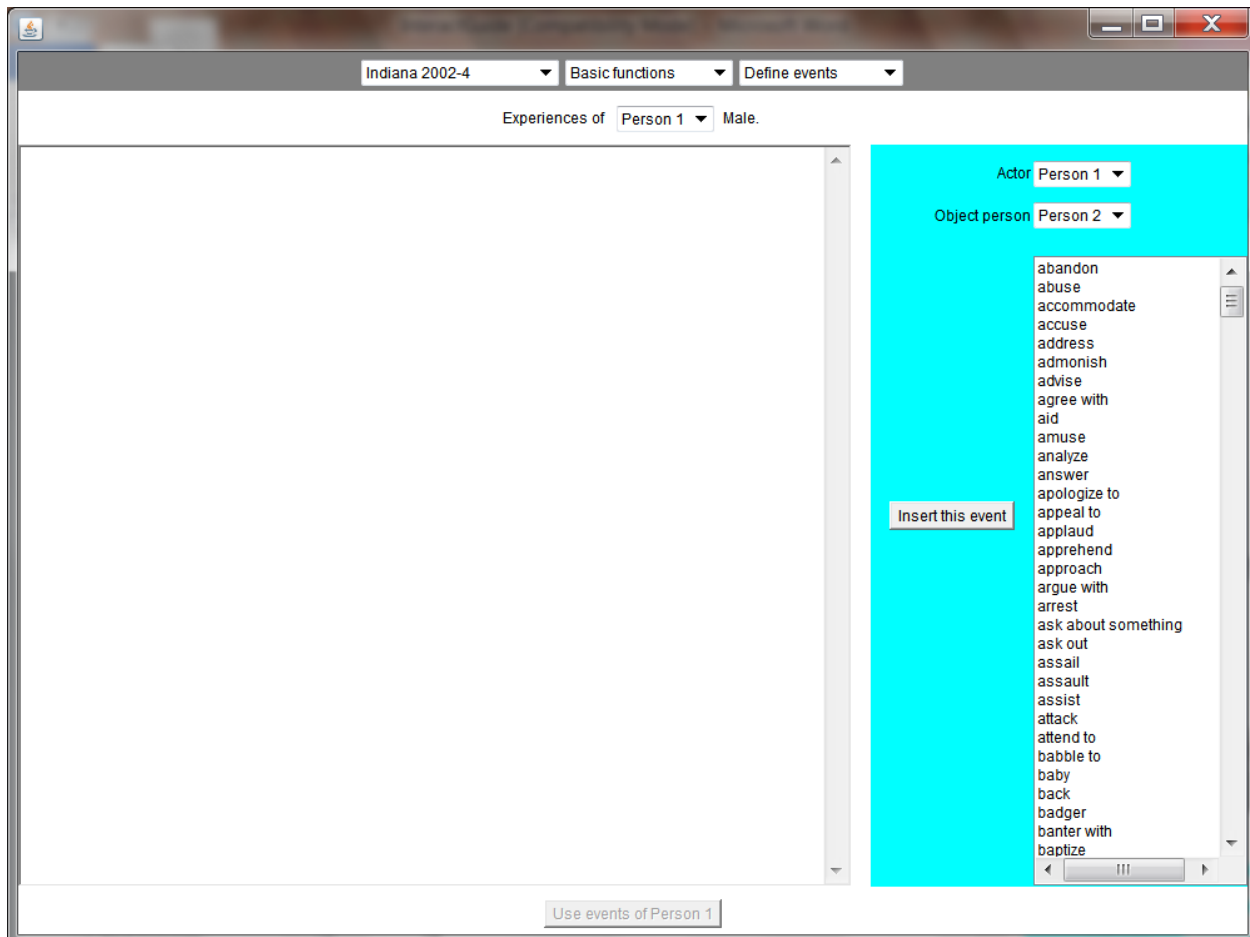 Indiana 2002-4 Basic functions Define events
Experiences of Person 1 Male.
Actor Person 1
Object person Person 2
abandon
abuse
accommodate
accuse
address
admonish
advise
agree with
aid
amuse
analyze
answer
apologize to
Insert this event appeal to
applaud
apprehend
approach
argue with
arrest
ask about something
ask out
assail
assault
assist
attack
attend to
babble to
baby
back
badger
banter with
baptize
Use events of Person 1